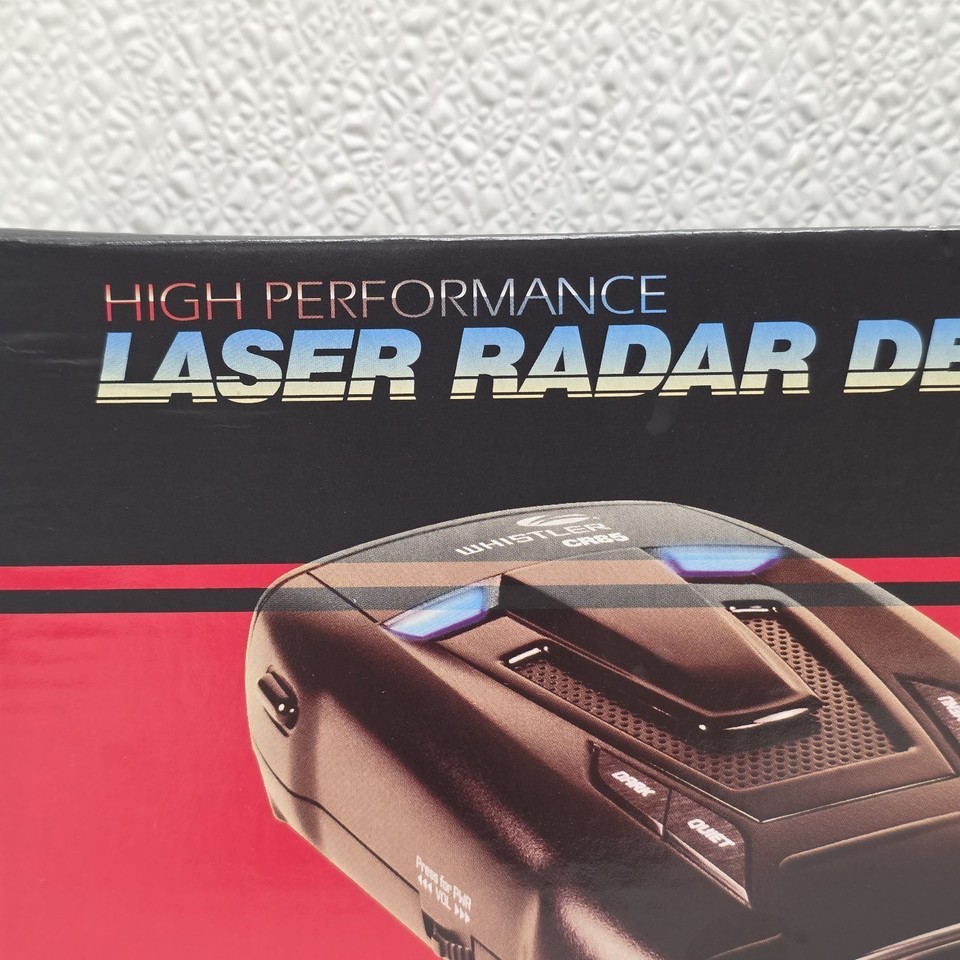 HIGH PERFORMANCE
LASER RADAR DE
WHISTLER
CR85
DARK
QUIET
Press for PWR
VOL